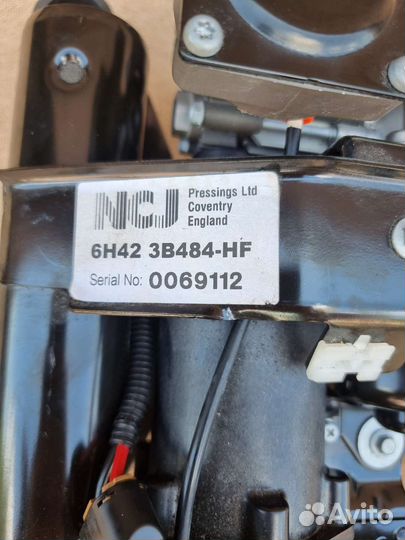 NCJ
Pressings Ltd
Coventry
England
6H42 3B484-HF
Serial No: 0069112
Avito